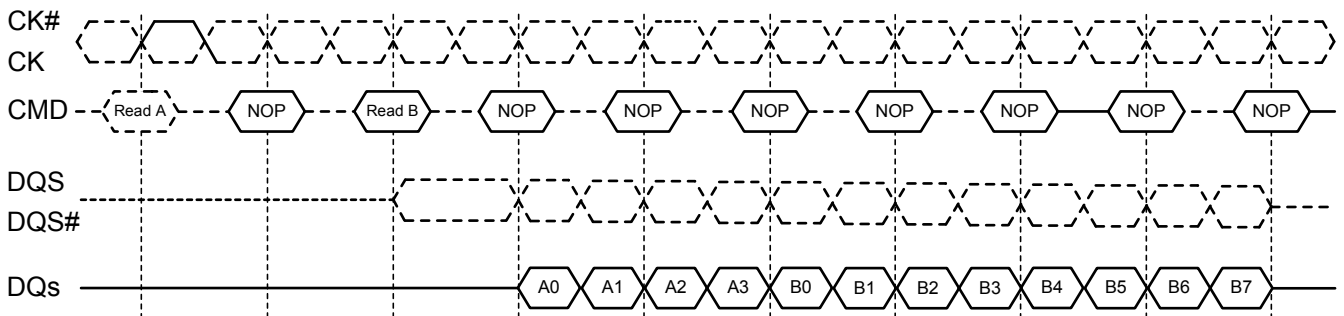 CK#
CK
CMD Read A NOP Read B NOP NOP NOP NOP NOP NOP NOP
DQS
DQS#
DQs A0 A1 A2 A3 B0 B1 B2 B3 B4 B5 B6 B7